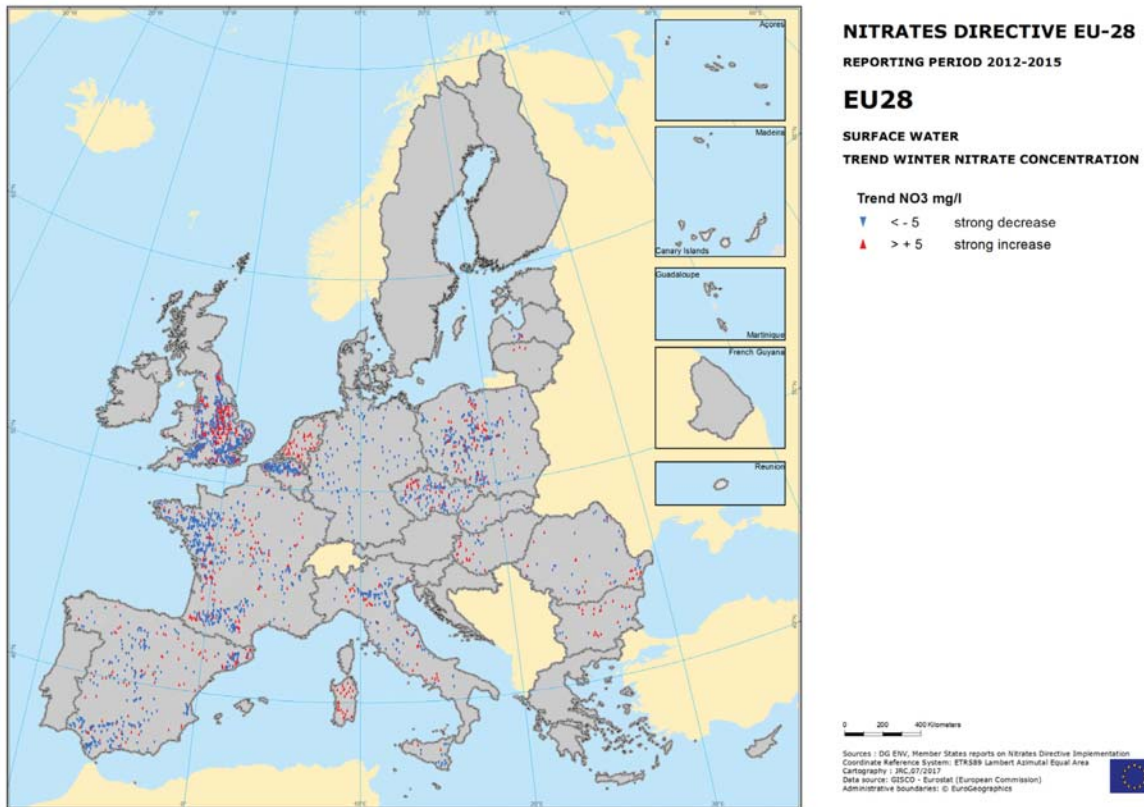 Açores
Madeira
Canary Islands
Guadaloupe
Martinique
French Guyana
Reunion
NITRATES DIRECTIVE EU-28
REPORTING PERIOD 2012-2015
EU28
SURFACE WATER
TREND WINTER NITRATE CONCENTRATION
Trend NO3 mg/l
< - 5 strong decrease
> + 5 strong increase
0 200 400 Kilometers
Sources : DG ENV, Member States reports on Nitrates Directive Implementation
Coordinate Reference System: ETRS89 Lambert Azimutal Equal Area
Cartography : JRC,07/2017
Data source: GISCO - Eurostat (European Commission)
Administrative boundaries: © EuroGeographics